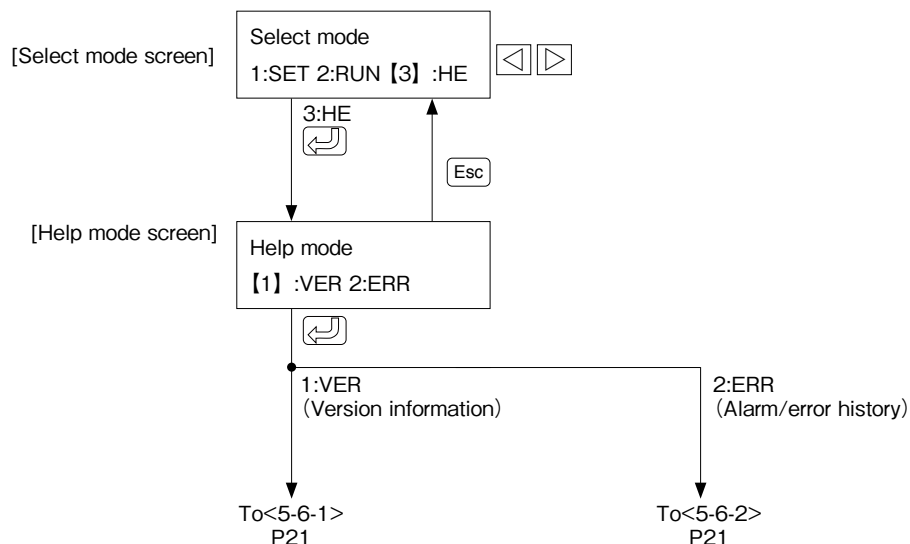 [Select mode screen]
Select mode
1:SET 2:RUN【3】:HE
3:HE
Esc
[Help mode screen]
Help mode
【1】:VER 2:ERR
1:VER
（Version information）
2:ERR
（Alarm/error history）
To<5-6-1>
P21
To<5-6-2>
P21